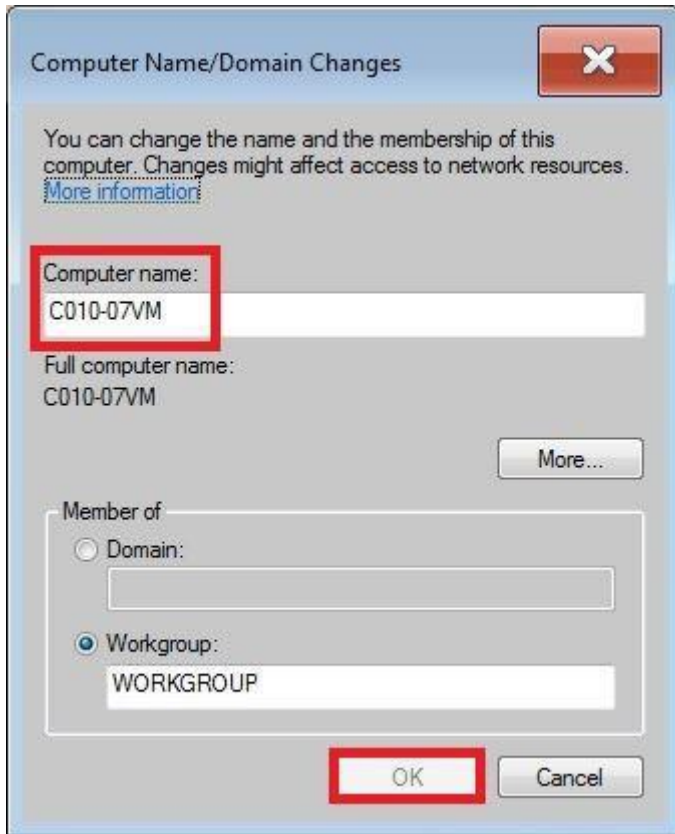 Computer Name/Domain Changes
You can change the name and the membership of this
computer. Changes might affect access to network resources.
More information
Computer name:
C010-07VM
Full computer name:
C010-07VM
More...
Member of
Domain:
Workgroup:
WORKGROUP
OK Cancel